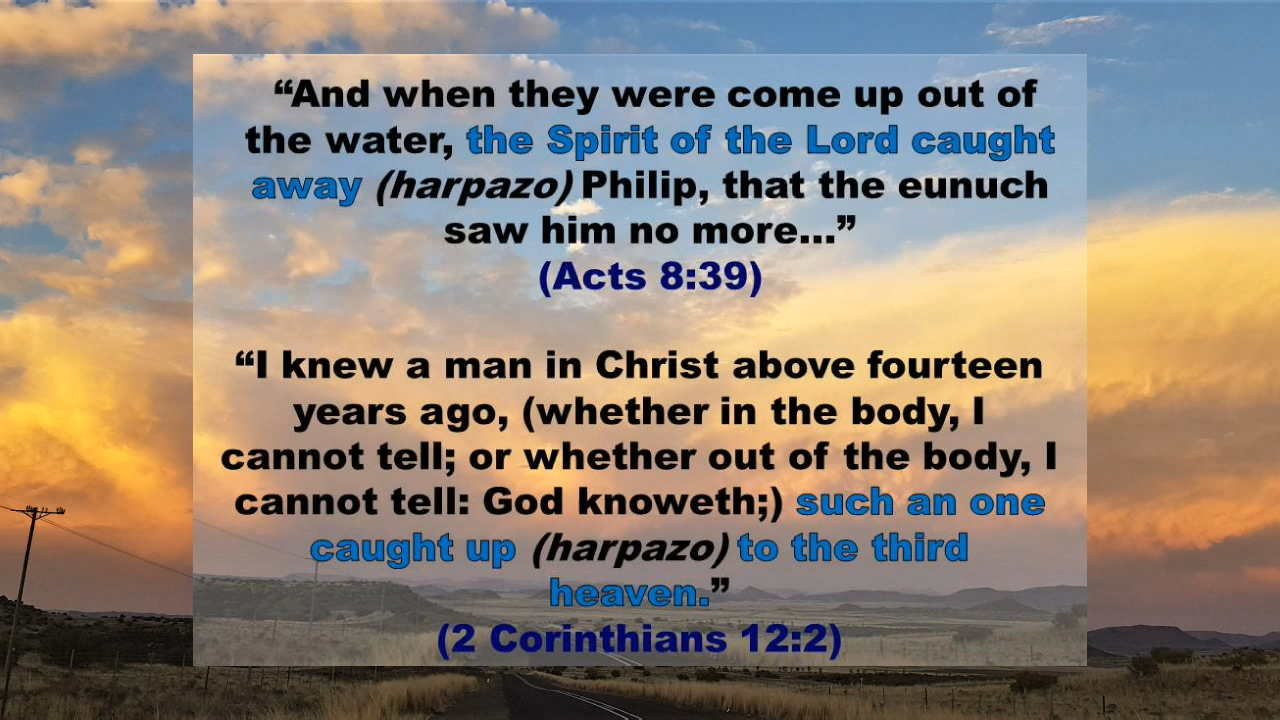 “And when they were come up out of
the water, the Spirit of the Lord caught
away (harpazo) Philip, that the eunuch
saw him no more...”
(Acts 8:39)
“I knew a man in Christ above fourteen
years ago, (whether in the body, I
cannot tell; or whether out of the body, I
cannot tell: God knoweth;) such an one
caught up (harpazo) to the third
heaven.”
(2 Corinthians 12:2)